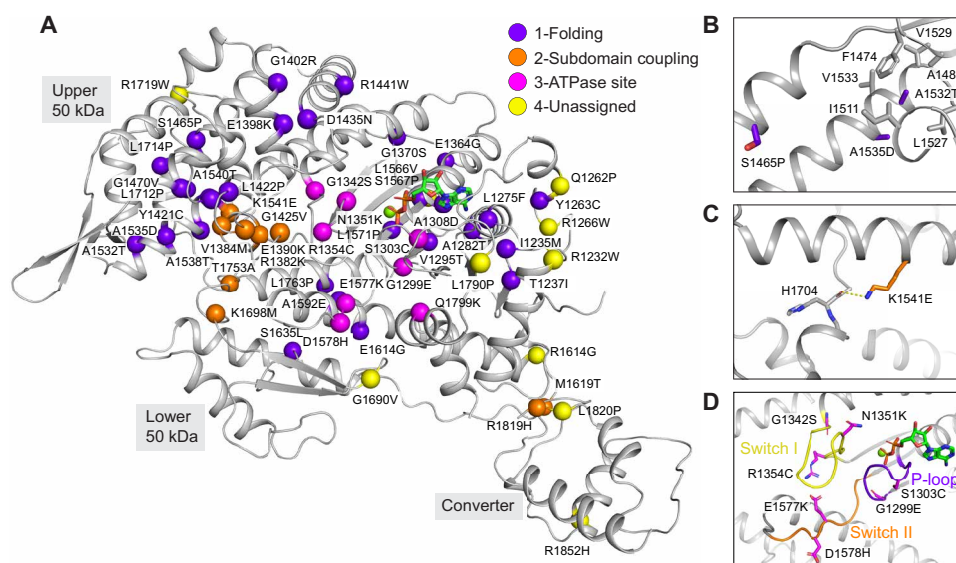 A
1-Folding
2-Subdomain coupling
3-ATPase site
4-Unassigned
Upper
50 kDa
R1719W
G1402R
R1441W
S1465P
E1398K
D1435N
L1714P
A1540T
G1370S
E1364G
L1566V
S1567P
G1470V
L1712P
L1422P
G1342S
K1541E
Y1421C
G1425V
N1351K
A1308D
L1275F
Q1262P
Y1263C
A1535D
L1571P
R1266W
A1532T
A1538T
V1384M
E1390K
R1354C
S1303C
A1282T
I1235M
R1382K
V1295T
R1232W
T1753A
L1763P
E1577K
G1299E
L1790P
T1237I
A1592E
Q1799K
K1698M
S1635L
D1578H
E1614G
R1614G
G1690V
M1619T
L1820P
R1819H
Lower
50 kDa
Converter
R1852H
B
V1529
F1474
V1533
A148
A1532T
I1511
L1527
S1465P
A1535D
C
H1704
K1541E
D
G1342S
N1351K
Switch I
R1354C
P-loop
S1303C
E1577K
G1299E
Switch II
D1578H